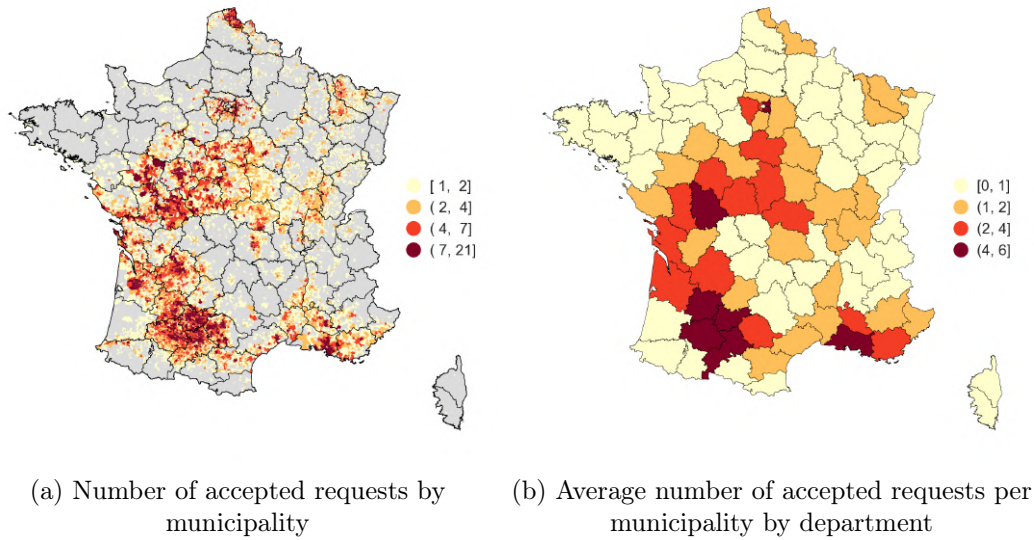 [ 1, 2]
( 2, 4]
( 4, 7]
( 7, 21]
[0, 1]
(1, 2]
(2, 4]
(4, 6]
(a) Number of accepted requests by
municipality
(b) Average number of accepted requests per
municipality by department